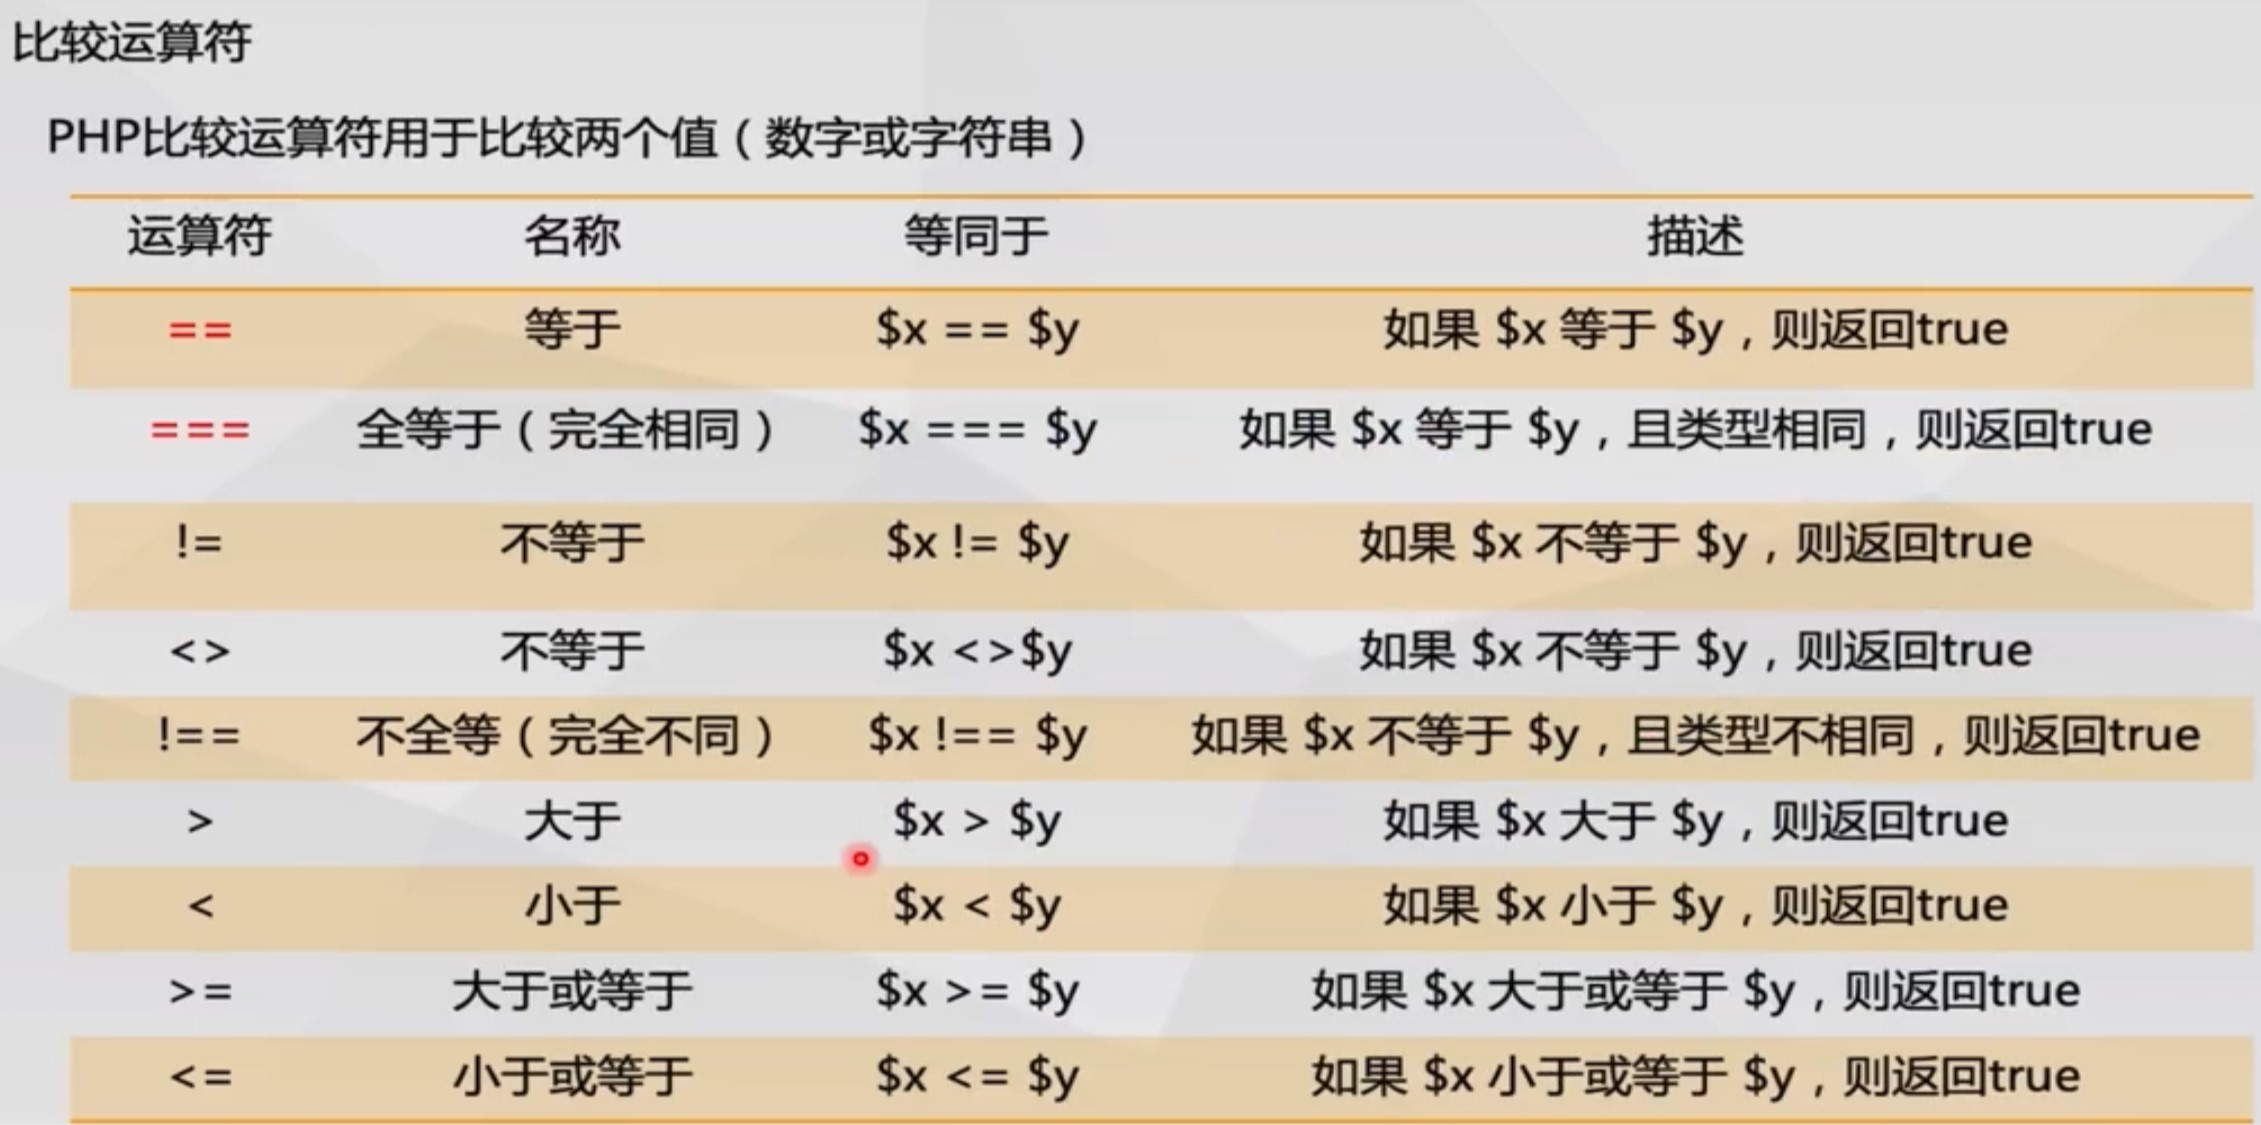 比较运算符
PHP比较运算符用于比较两个值（数字或字符串）
运算符 名称 等同于 描述
== 等于 $x == $y 如果 $x 等于 $y，则返回true
=== 全等于（完全相同） $x === $y 如果 $x 等于 $y，且类型相同，则返回true
!= 不等于 $x != $y 如果 $x 不等于 $y，则返回true
<> 不等于 $x <>$y 如果 $x 不等于 $y，则返回true
!== 不全等（完全不同） $x !== $y 如果 $x 不等于 $y，且类型不相同，则返回true
> 大于 $x > $y 如果 $x 大于 $y，则返回true
< 小于 $x < $y 如果 $x 小于 $y，则返回true
>= 大于或等于 $x >= $y 如果 $x 大于或等于 $y，则返回true
<= 小于或等于 $x <= $y 如果 $x 小于或等于 $y，则返回true